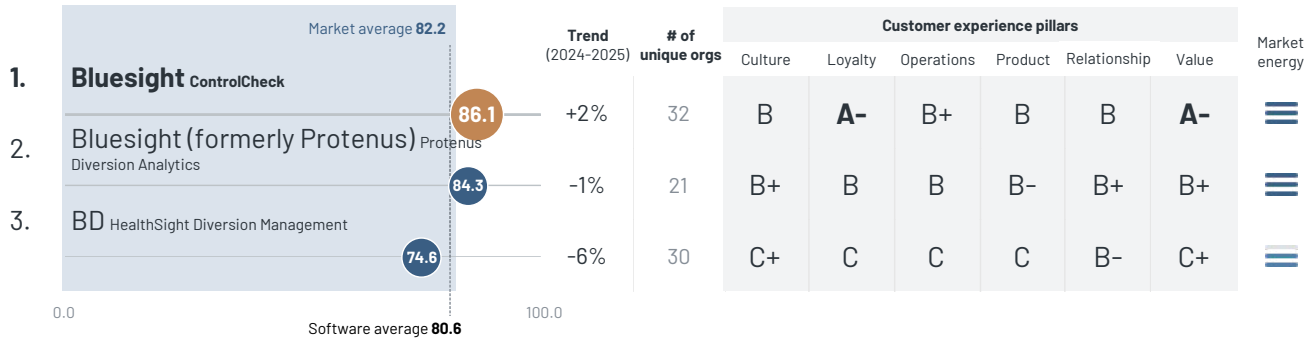 Market average 82.2
Trend
(2024-2025)
# of
unique orgs
Customer experience pillars
Culture Loyalty Operations Product Relationship Value
Market
energy
1. Bluesight ControlCheck
86.1 +2% 32 B A- B+ B B A-
2. Bluesight (formerly Protenus) Protenus
Diversion Analytics
84.3 -1% 21 B+ B B B- B+ B+
3. BD HealthSight Diversion Management
74.6 -6% 30 C+ C C C B- C+
0.0 100.0
Software average 80.6